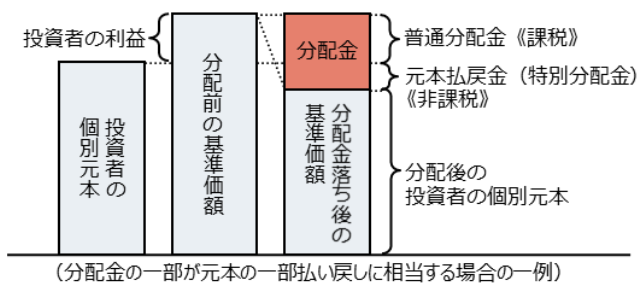 投資者の利益
投資者の
個別元本
分配前の基準価額
分配金
分配金落ち後の
基準価額
普通分配金《課税》
元本払戻金（特別分配金）
《非課税》
分配後の
投資者の個別元本
（分配金の一部が元本の一部払い戻しに相当する場合の一例）